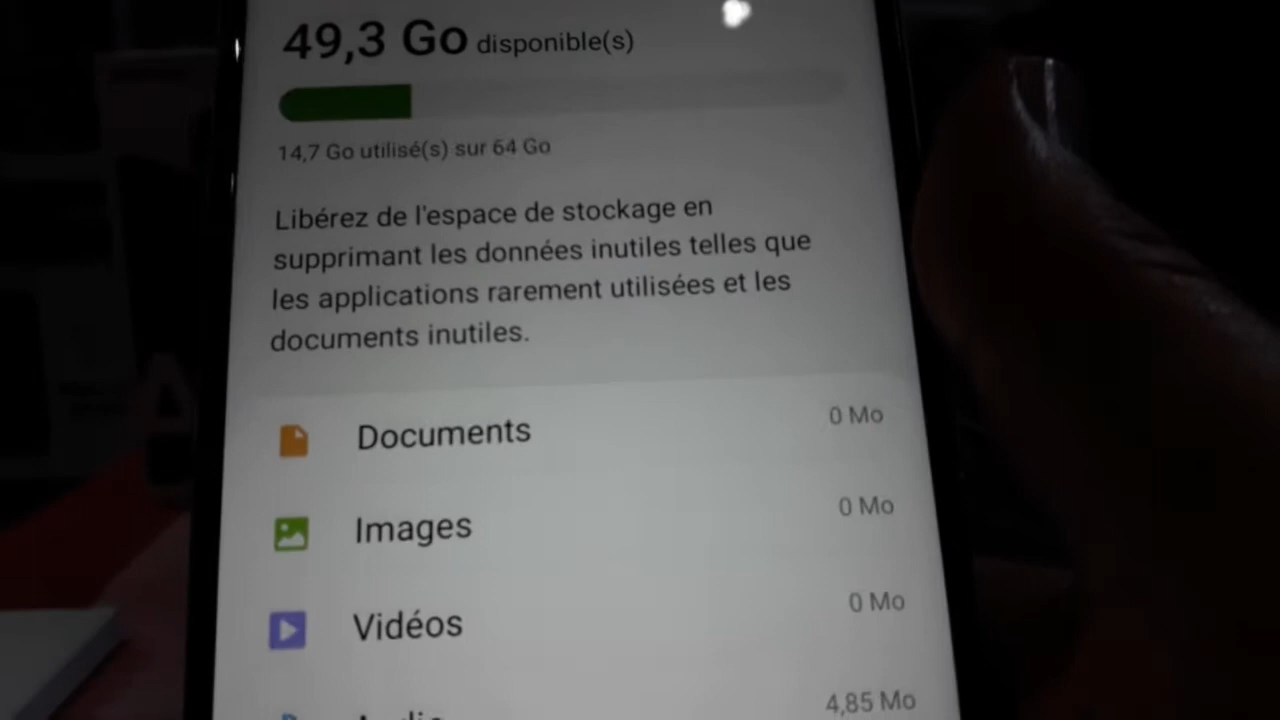 49,3 Go disponible(s)
14,7 Go utilisé(s) sur 64 Go
Libérez de l'espace de stockage en
supprimant les données inutiles telles que
les applications rarement utilisées et les
documents inutiles.
Documents 0 Mo
Images 0 Mo
Vidéos 0 Mo
4,85 Mo